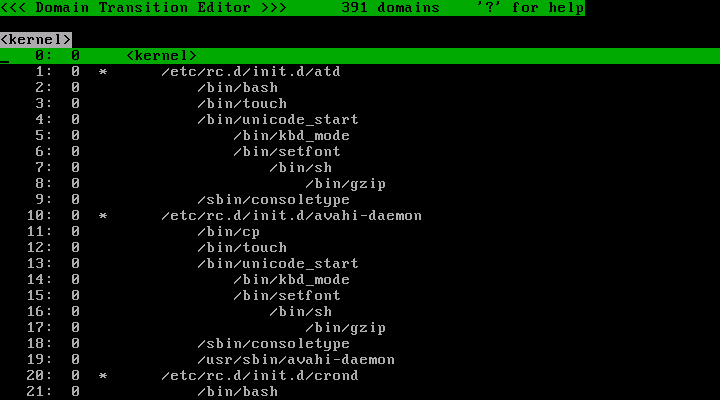 <<< Domain Transition Editor >>>      391 domains    '?' for help
<kernel>
0:  0     <kernel>
1:  0  *      /etc/rc.d/init.d/atd
2:  0             /bin/bash
3:  0             /bin/touch
4:  0             /bin/unicode_start
5:  0                 /bin/kbd_mode
6:  0                 /bin/setfont
7:  0                     /bin/sh
8:  0                         /bin/gzip
9:  0             /sbin/consoletype
10:  0  *      /etc/rc.d/init.d/avahi-daemon
11:  0             /bin/cp
12:  0             /bin/touch
13:  0             /bin/unicode_start
14:  0                 /bin/kbd_mode
15:  0                 /bin/setfont
16:  0                     /bin/sh
17:  0                         /bin/gzip
18:  0             /sbin/consoletype
19:  0             /usr/sbin/avahi-daemon
20:  0  *      /etc/rc.d/init.d/crond
21:  0             /bin/bash